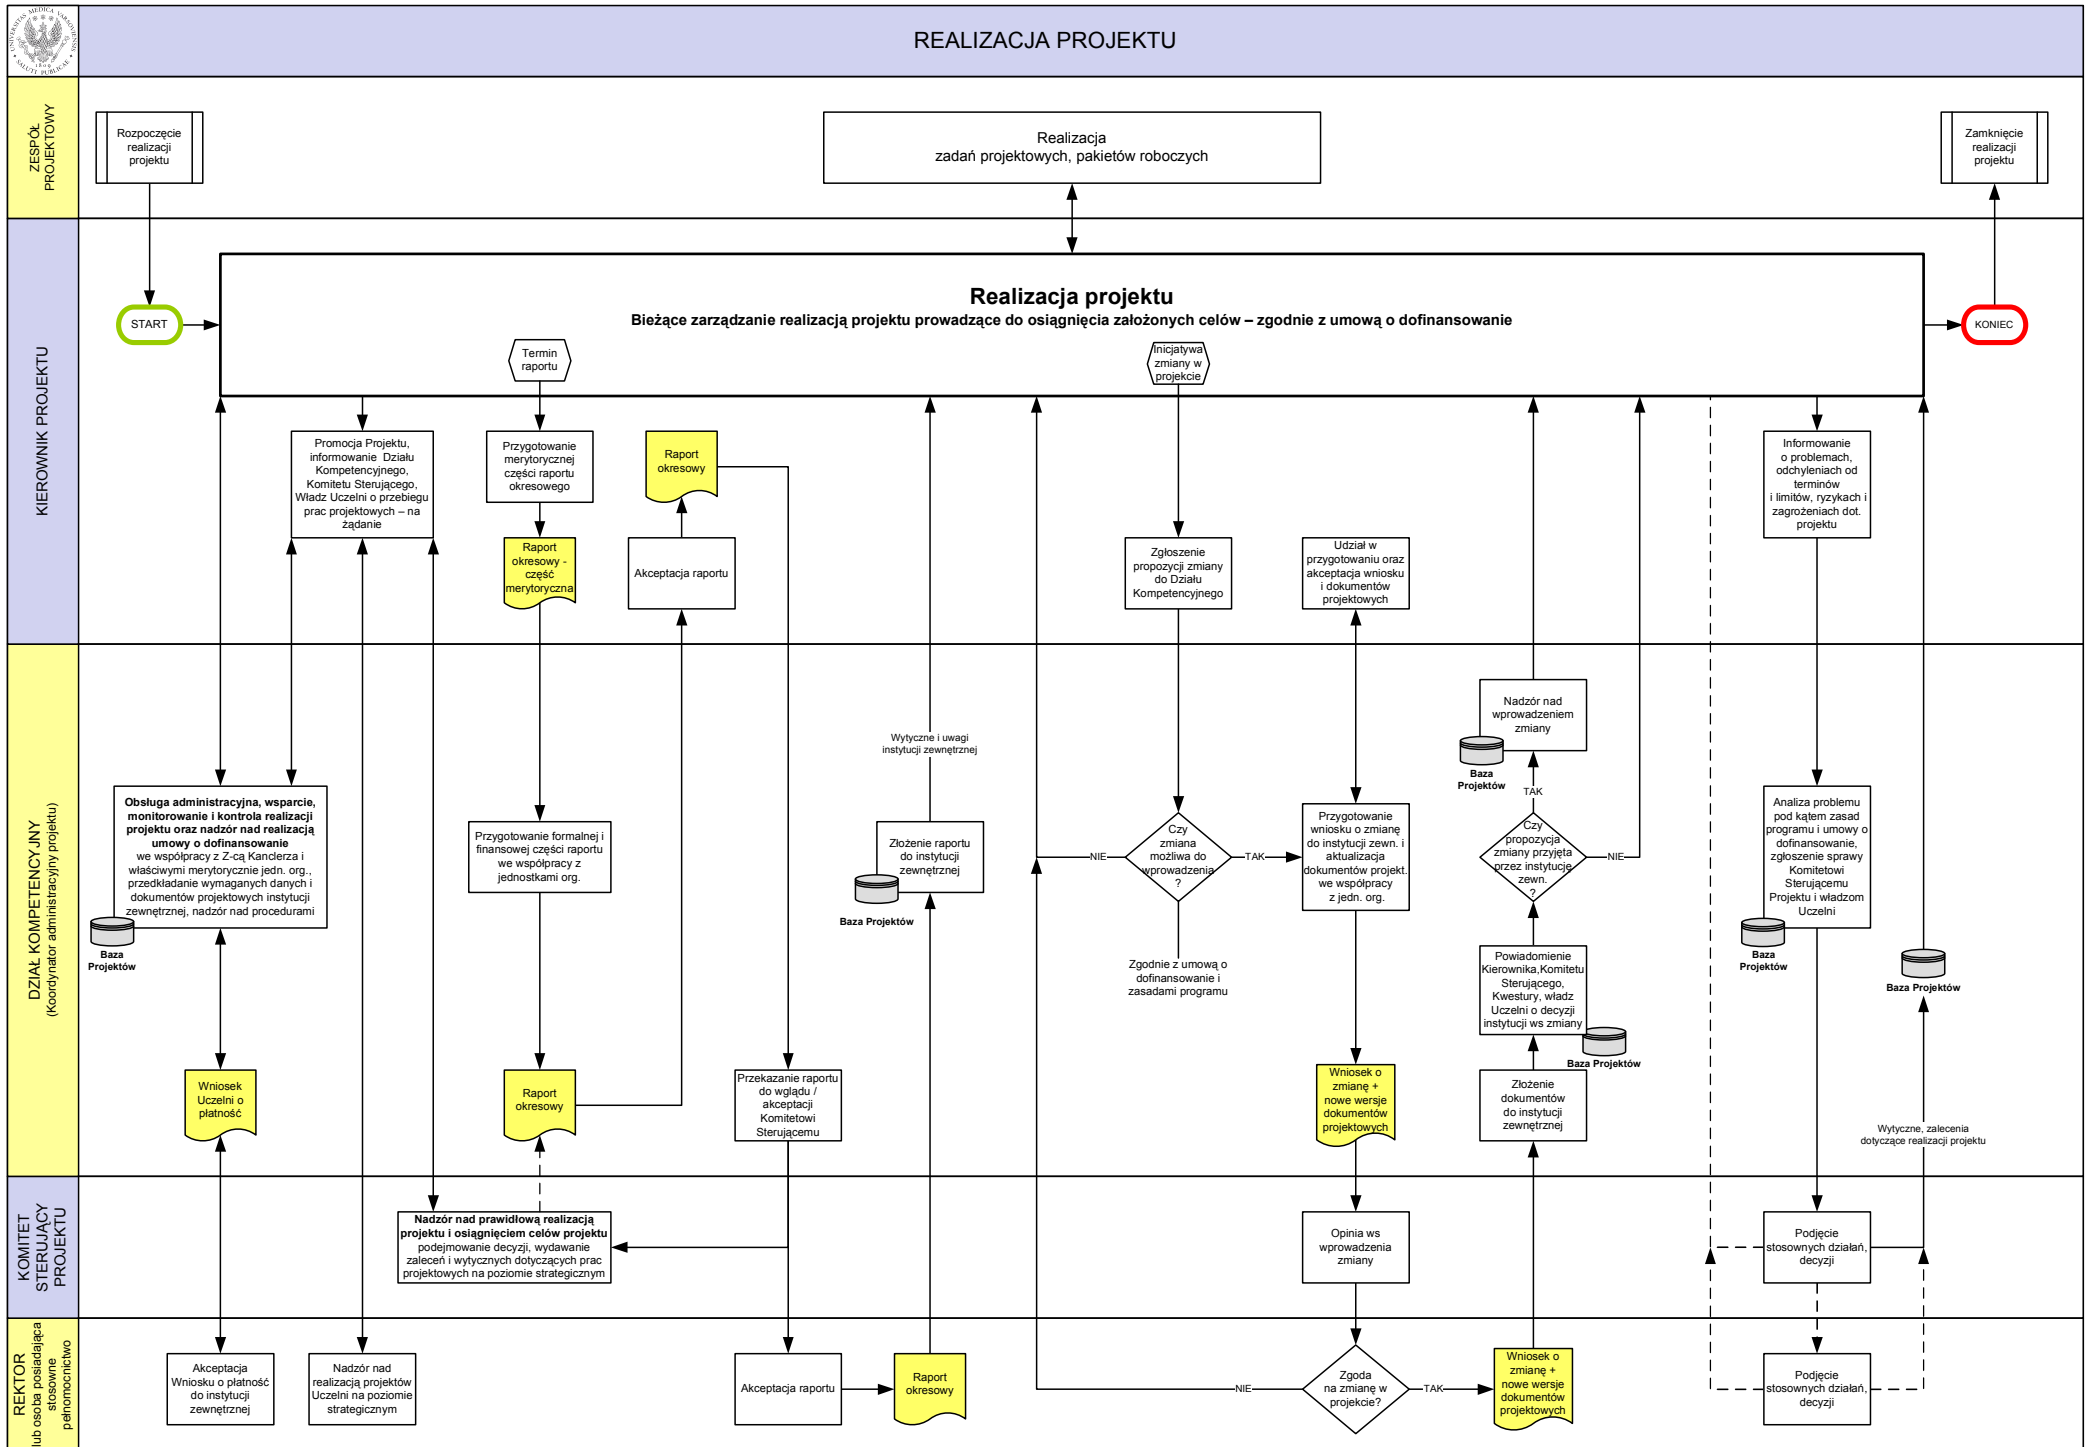 UNIVERSITAS MEDICA VARSOVIENSIS
SALUTI PUBLICAE
1809
REALIZACJA PROJEKTU
ZESPÓŁ
PROJEKTOWY
Rozpoczęcie
realizacji
projektu
Realizacja
zadań projektowych, pakietów roboczych
Zamknięcie
realizacji
projektu
KIEROWNIK PROJEKTU
START
Realizacja projektu
Bieżące zarządzanie realizacją projektu prowadzące do osiągnięcia założonych celów – zgodnie z umową o dofinansowanie
KONIEC
Termin
raportu
Inicjatywa
zmiany w
projekcie
Promocja Projektu,
informowanie Działu
Kompetencyjnego,
Komitetu Sterującego,
Władz Uczelni o przebiegu
prac projektowych – na
żądanie
Przygotowanie
merytorycznej
części raportu
okresowego
Raport
okresowy
Informowanie
o problemach,
odchyleniach od
terminów
i limitów, ryzykach i
zagrożeniach dot.
projektu
Raport
okresowy -
część
merytoryczna
Akceptacja raportu
Zgłoszenie
propozycji zmiany
do Działu
Kompetencyjnego
Udział w
przygotowaniu oraz
akceptacja wniosku
i dokumentów
projektowych
DZIAŁ KOMPETENCYJNY
(Koordynator administracyjny projektu)
Nadzór nad
wprowadzeniem
zmiany
Baza
Projektów
Wytyczne i uwagi
instytucji zewnętrznej
TAK
Obsługa administracyjna, wsparcie,
monitorowanie i kontrola realizacji
projektu oraz nadzór nad realizacją
umowy o dofinansowanie
we współpracy z Z-cą Kanclerza i
właściwymi merytorycznie jedn. org.,
przedkładanie wymaganych danych i
dokumentów projektowych instytucji
zewnętrznej, nadzór nad procedurami
Baza
Projektów
Przygotowanie formalnej i
finansowej części raportu
we współpracy z
jednostkami org.
Złożenie raportu
do instytucji
zewnętrznej
Baza Projektów
NIE
Czy
zmiana
możliwa do
wprowadzenia
?
TAK
Przygotowanie
wniosku o zmianę
do instytucji zewn. i
aktualizacja
dokumentów projekt.
we współpracy
z jedn. org.
Czy
propozycja
zmiany przyjęta
przez instytucję
zewn.
?
NIE
Analiza problemu
pod kątem zasad
programu i umowy o
dofinansowanie,
zgłoszenie sprawy
Komitetowi
Sterującemu
Projektu i władzom
Uczelni
Baza
Projektów
Zgodnie z umową o
dofinansowanie i
zasadami programu
Powiadomienie
Kierownika,Komitetu
Sterującego,
Kwestury, władz
Uczelni o decyzji
instytucji ws zmiany
Baza Projektów
Baza Projektów
Wniosek
Uczelni o
płatność
Raport
okresowy
Przekazanie raportu
do wglądu /
akceptacji
Komitetowi
Sterującemu
Wniosek o
zmianę +
nowe wersje
dokumentów
projektowych
Złożenie
dokumentów
do instytucji
zewnętrznej
Wytyczne, zalecenia
dotyczące realizacji projektu
KOMITET
STERUJĄCY
PROJEKTU
Nadzór nad prawidłową realizacją
projektu i osiągnięciem celów projektu
podejmowanie decyzji, wydawanie
zaleceń i wytycznych dotyczących prac
projektowych na poziomie strategicznym
Opinia ws
wprowadzenia
zmiany
Podjęcie
stosownych działań,
decyzji
REKTOR
lub osoba posiadająca
stosowne
pełnomocnictwo
Akceptacja
Wniosku o płatność
do instytucji
zewnętrznej
Nadzór nad
realizacją projektów
Uczelni na poziomie
strategicznym
Akceptacja raportu
Raport
okresowy
NIE
Zgoda
na zmianę w
projekcie?
TAK
Wniosek o
zmianę +
nowe wersje
dokumentów
projektowych
Podjęcie
stosownych działań,
decyzji